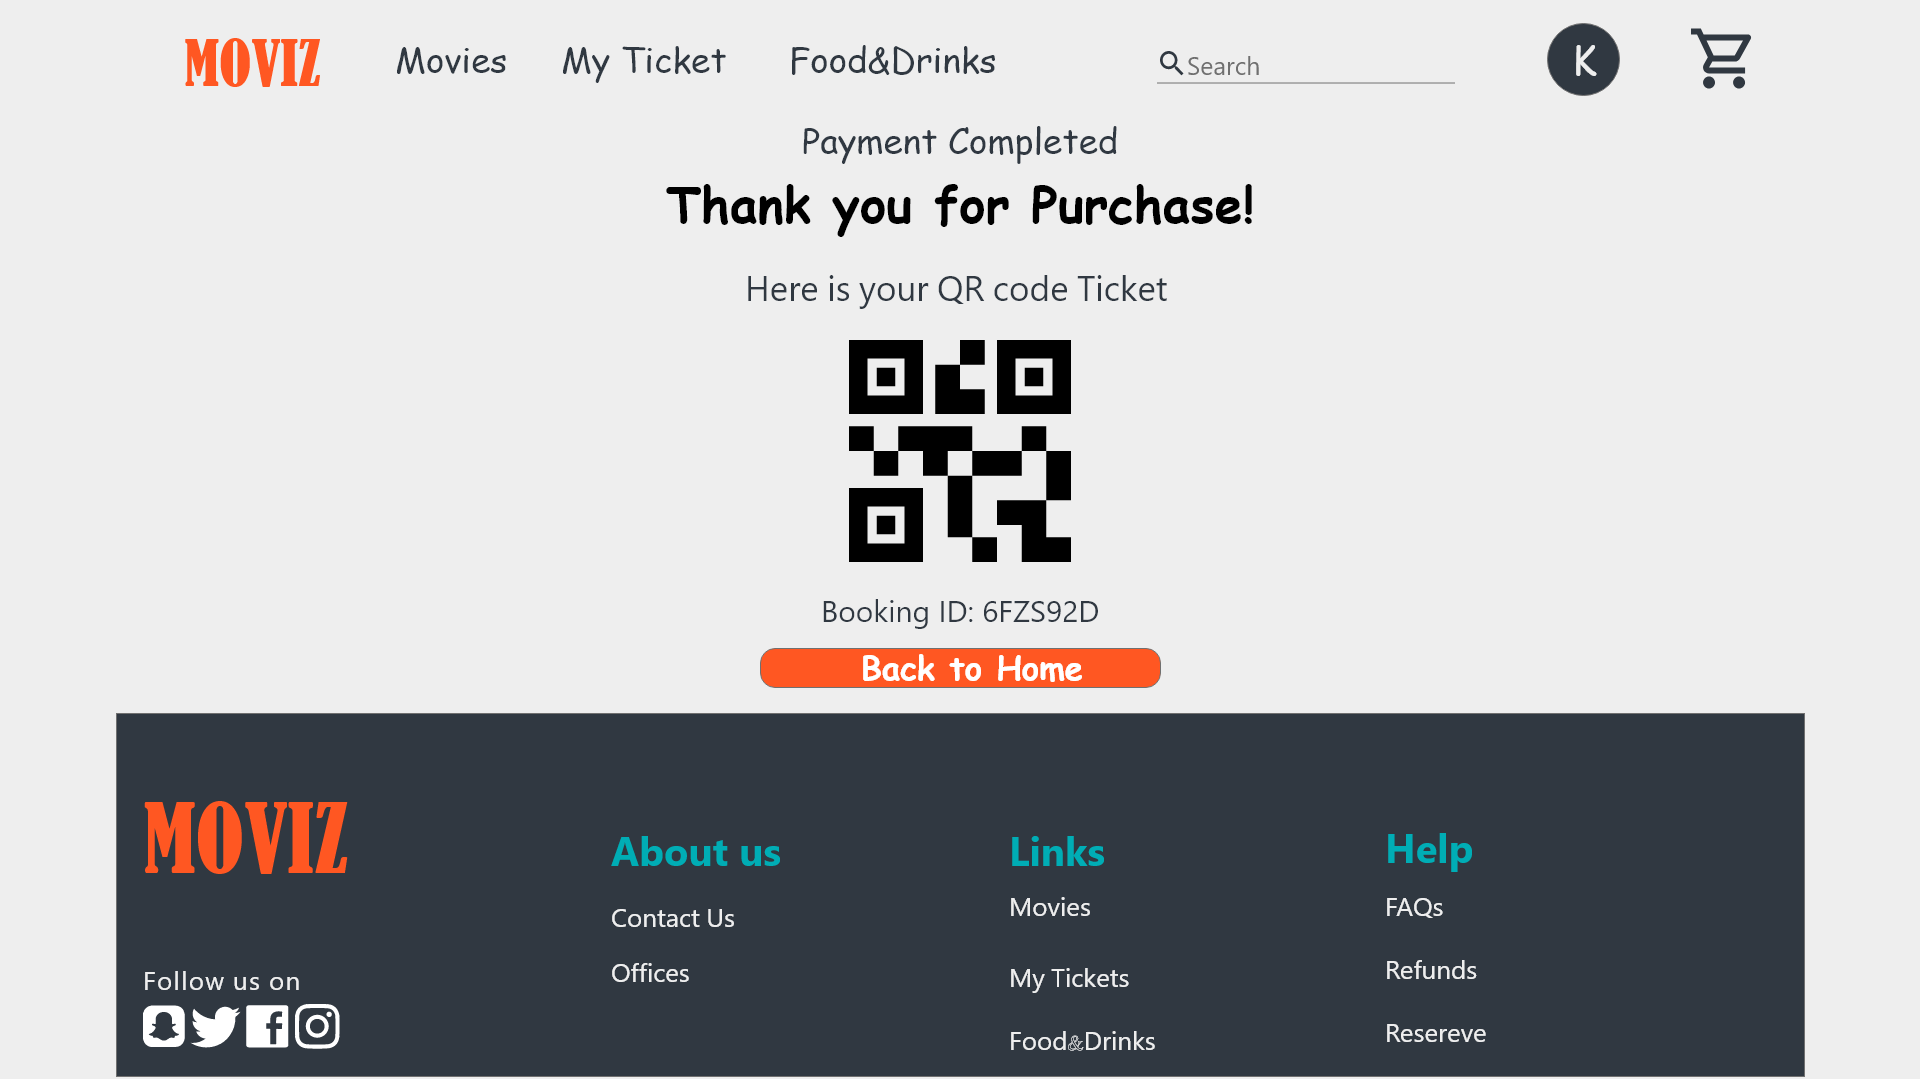 MOVIZ Movies My Ticket Food&Drinks Search K
Payment Completed
Thank you for Purchase!
Here is your QR code Ticket
Booking ID: 6FZS92D
Back to Home
MOVIZ
Follow us on
About us
Contact Us
Offices
Links
Movies
My Tickets
Food&Drinks
Help
FAQs
Refunds
Resereve